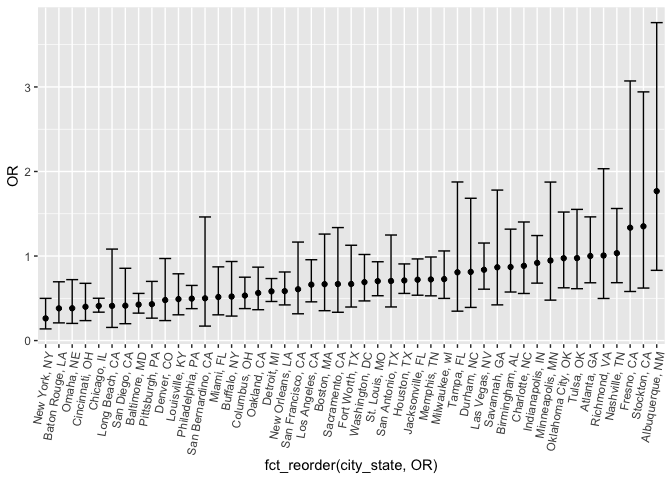 3
2
1
0
OR
New York, NY
Baton Rouge, LA
Omaha, NE
Cincinnati, OH
Chicago, IL
Long Beach, CA
San Diego, CA
Baltimore, MD
Pittsburgh, PA
Denver, CO
Louisville, KY
Philadelphia, PA
San Bernardino, CA
Miami, FL
Buffalo, NY
Columbus, OH
Oakland, CA
Detroit, MI
New Orleans, LA
San Francisco, CA
Los Angeles, CA
Boston, MA
Sacramento, CA
Fort Worth, TX
Washington, DC
St. Louis, MO
San Antonio, TX
Houston, TX
Jacksonville, FL
Memphis, TN
Milwaukee, wI
Tampa, FL
Durham, NC
Las Vegas, NV
Savannah, GA
Birmingham, AL
Charlotte, NC
Indianapolis, IN
Minneapolis, MN
Oklahoma City, OK
Tulsa, OK
Atlanta, GA
Richmond, VA
Nashville, TN
Fresno, CA
Stockton, CA
Albuquerque, NM
fct_reorder(city_state, OR)